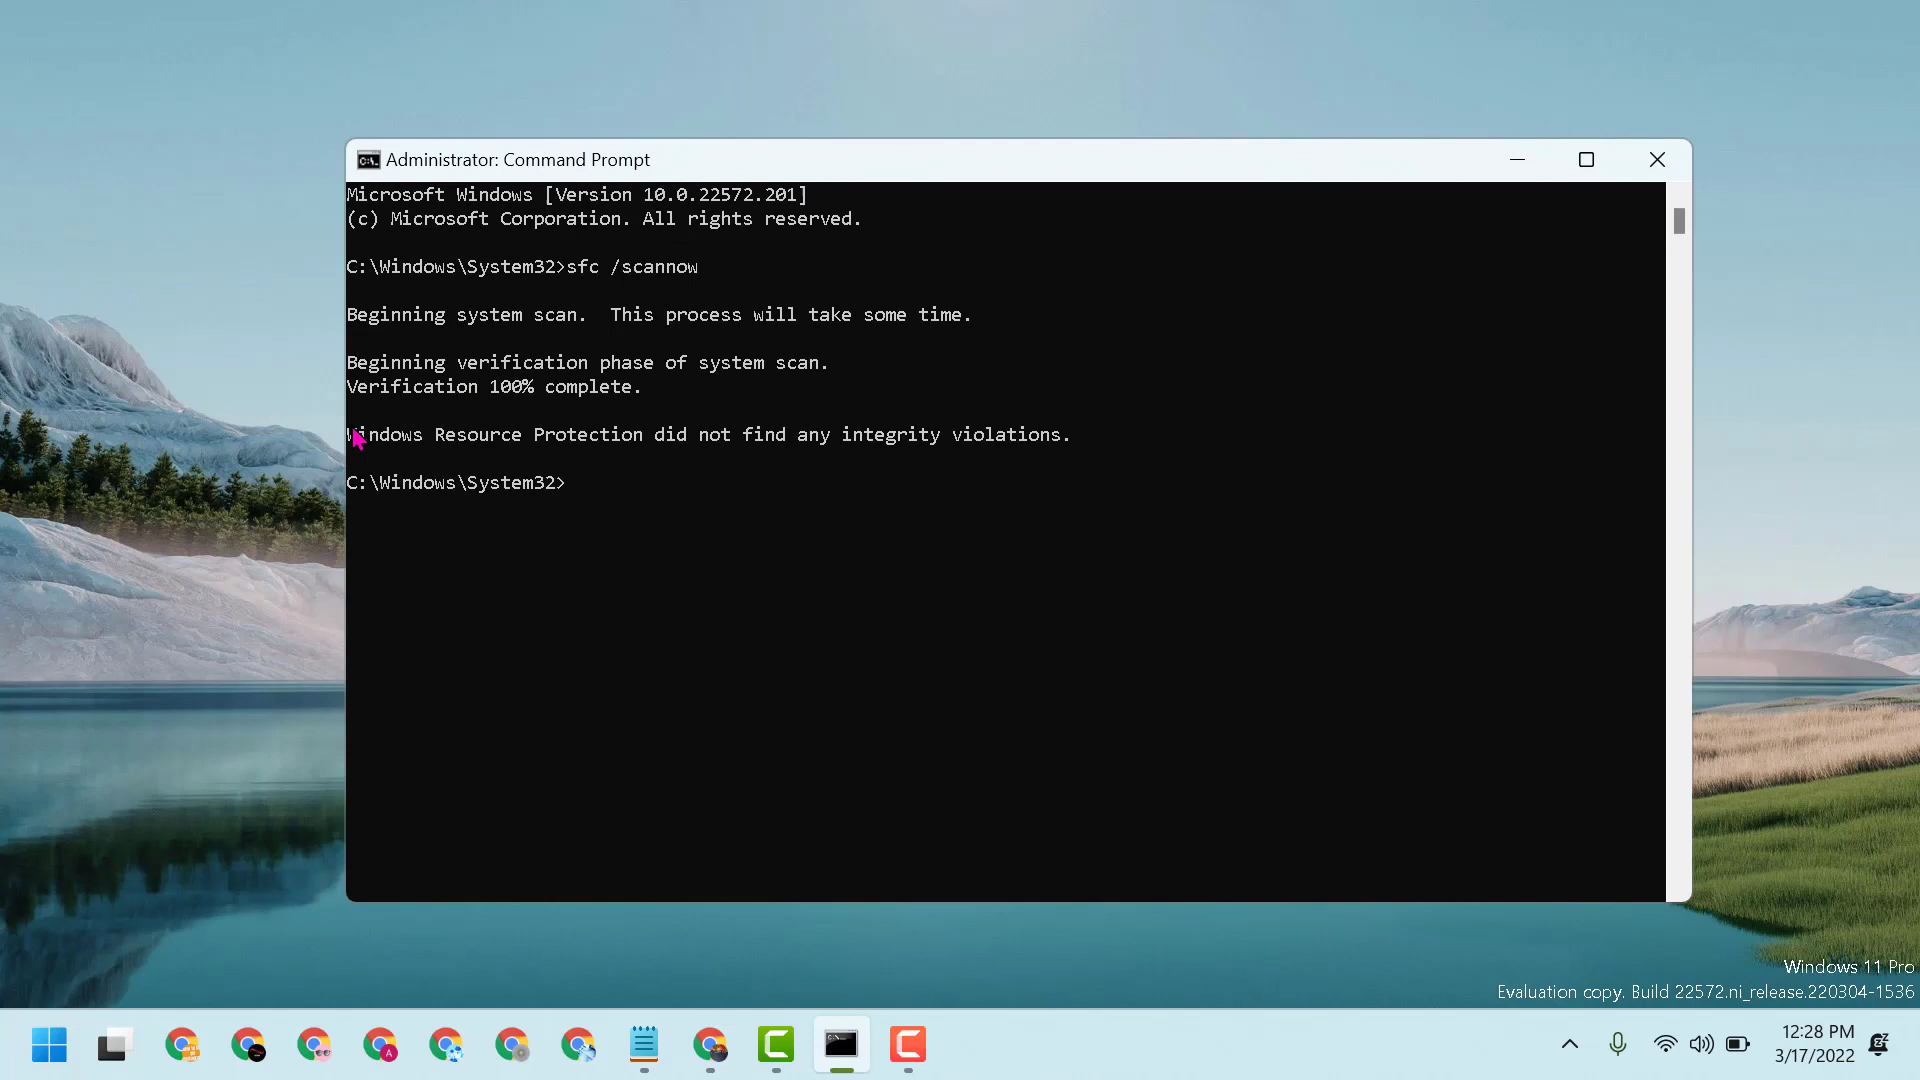 Administrator: Command Prompt
Microsoft Windows [Version 10.0.22572.201]
(c) Microsoft Corporation. All rights reserved.
C:\Windows\System32>sfc /scannow
Beginning system scan.  This process will take some time.
Beginning verification phase of system scan.
Verification 100% complete.
Windows Resource Protection did not find any integrity violations.
C:\Windows\System32>
Windows 11 Pro
Evaluation copy. Build 22572.ni_release.220304-1536
12:28 PM
3/17/2022